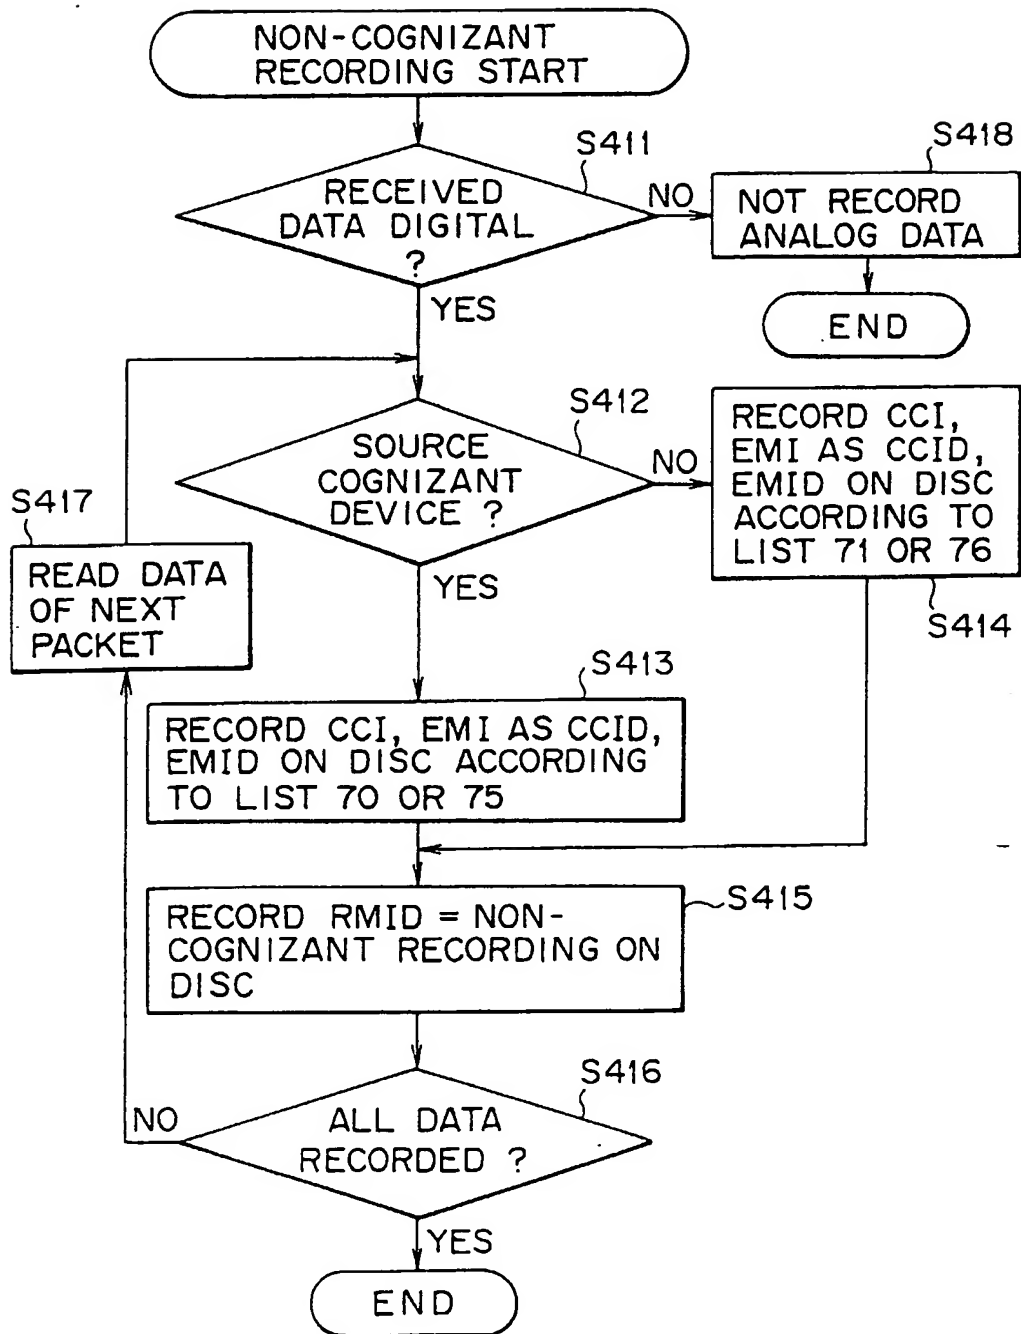 NON-COGNIZANT
RECORDING START
S411
RECEIVED
DATA DIGITAL
?
NO
YES
S418
NOT RECORD
ANALOG DATA
END
S412
SOURCE
COGNIZANT
DEVICE ?
NO
YES
RECORD CCI,
EMI AS CCID,
EMID ON DISC
ACCORDING TO
LIST 71 OR 76
S414
S417
READ DATA
OF NEXT
PACKET
S413
RECORD CCI, EMI AS CCID,
EMID ON DISC ACCORDING
TO LIST 70 OR 75
S415
RECORD RMID = NON-
COGNIZANT RECORDING ON
DISC
S416
ALL DATA
RECORDED ?
NO
YES
END